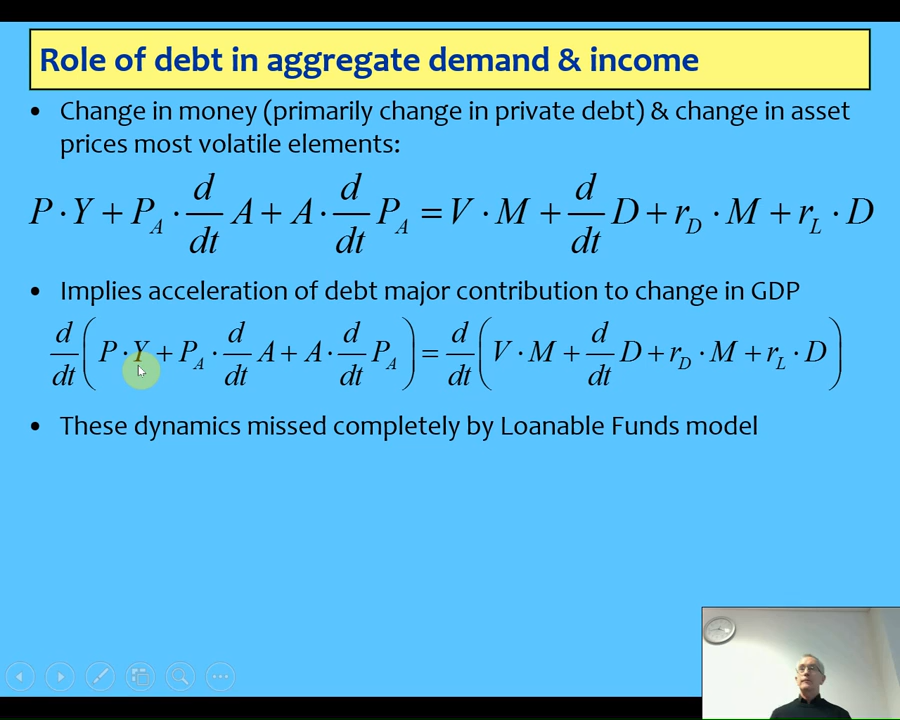 Role of debt in aggregate demand & income
• Change in money (primarily change in private debt) & change in asset
prices most volatile elements:
P · Y + P_A · d/dt A + A · d/dt P_A = V · M + d/dt D + r_D · M + r_L · D
• Implies acceleration of debt major contribution to change in GDP
d/dt ( P · Y + P_A · d/dt A + A · d/dt P_A ) = d/dt ( V · M + d/dt D + r_D · M + r_L · D )
• These dynamics missed completely by Loanable Funds model